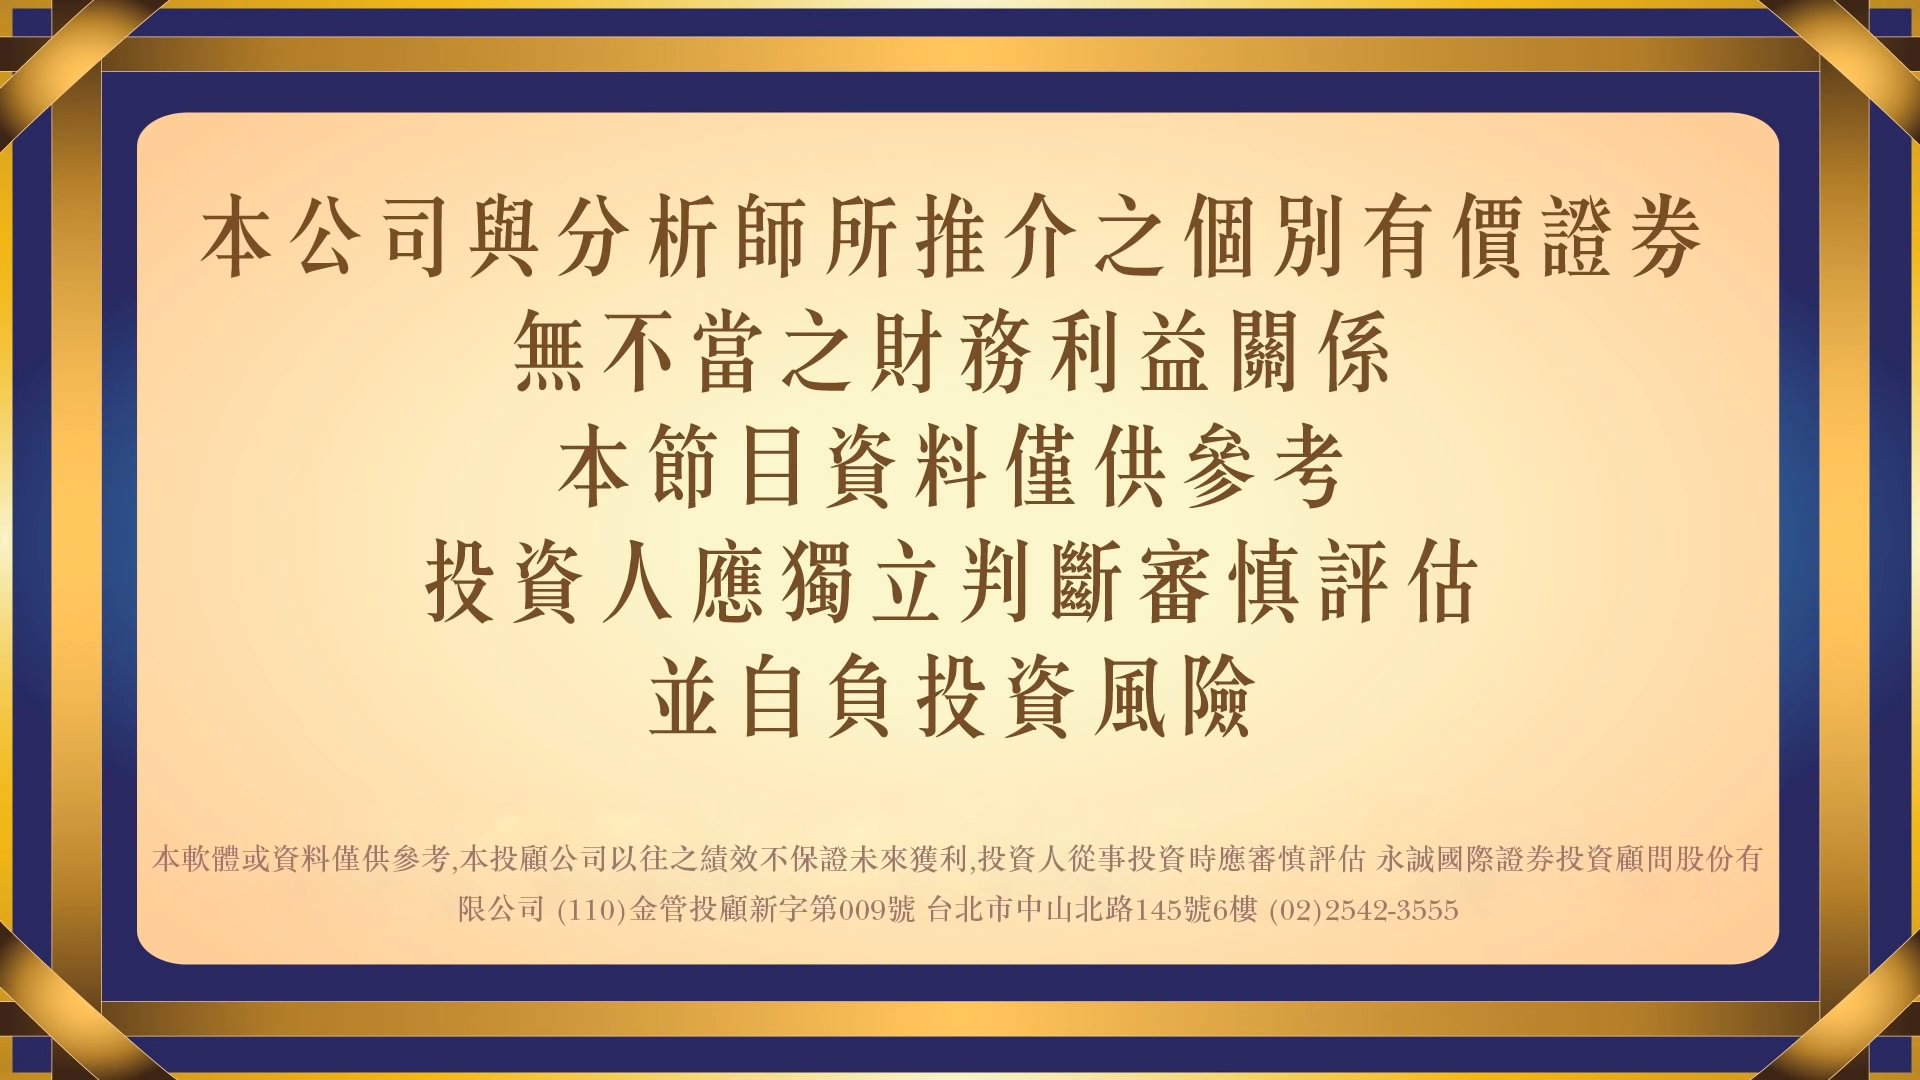 本公司與分析師所推介之個別有價證券
無不當之財務利益關係
本節目資料僅供參考
投資人應獨立判斷審慎評估
並自負投資風險
本軟體或資料僅供參考,本投顧公司以往之績效不保證未來獲利,投資人從事投資時應審慎評估 永誠國際證券投資顧問股份有
限公司 (110)金管投顧新字第009號 台北市中山北路145號6樓 (02)2542-3555